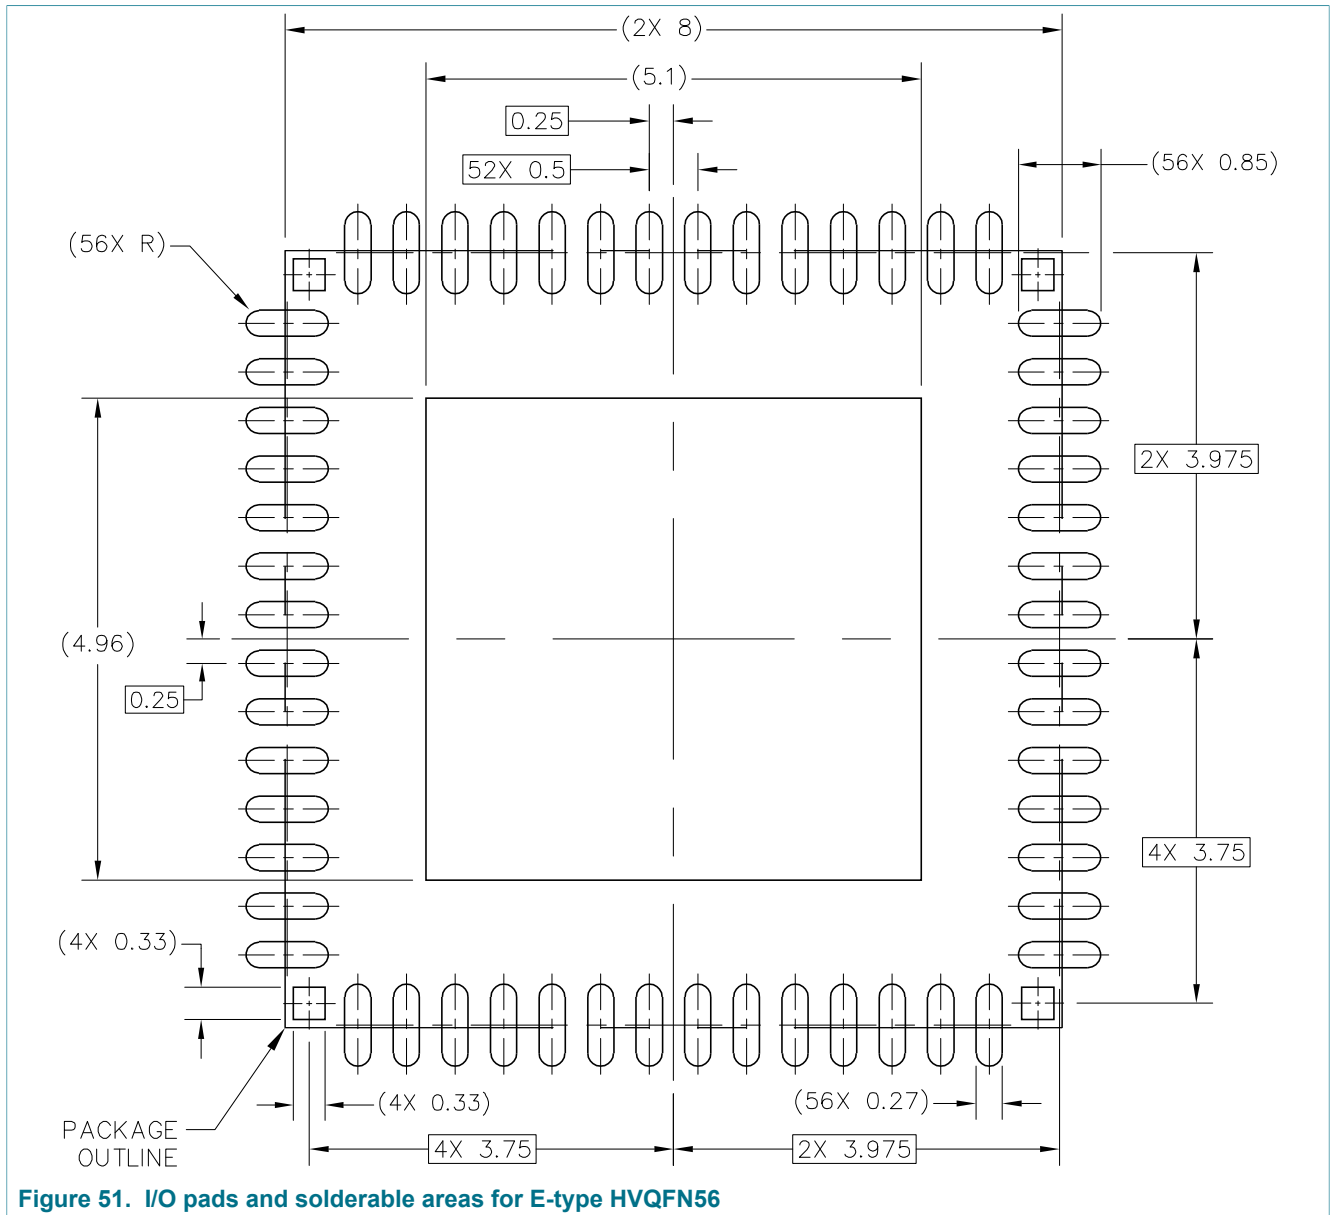 (2X 8)
(5.1)
0.25
52X 0.5
(56X 0.85)
(56X R)
2X 3.975
(4.96)
0.25
4X 3.75
(4X 0.33)
(4X 0.33)
(56X 0.27)
PACKAGE
OUTLINE
4X 3.75
2X 3.975
Figure 51. I/O pads and solderable areas for E-type HVQFN56